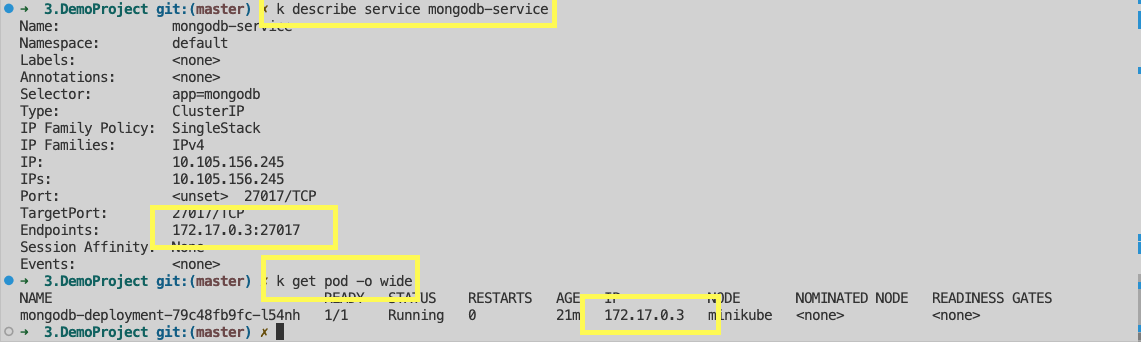 ➜ 3.DemoProject git:(master) ✗ k describe service mongodb-service
Name: mongodb-service
Namespace: default
Labels: <none>
Annotations: <none>
Selector: app=mongodb
Type: ClusterIP
IP Family Policy: SingleStack
IP Families: IPv4
IP: 10.105.156.245
IPs: 10.105.156.245
Port: <unset> 27017/TCP
TargetPort: 27017/TCP
Endpoints: 172.17.0.3:27017
Session Affinity: None
Events: <none>
➜ 3.DemoProject git:(master) ✗ k get pod -o wide
NAME READY STATUS RESTARTS AGE IP NODE NOMINATED NODE READINESS GATES
mongodb-deployment-79c48fb9fc-l54nh 1/1 Running 0 21m 172.17.0.3 minikube <none> <none>
➜ 3.DemoProject git:(master) ✗